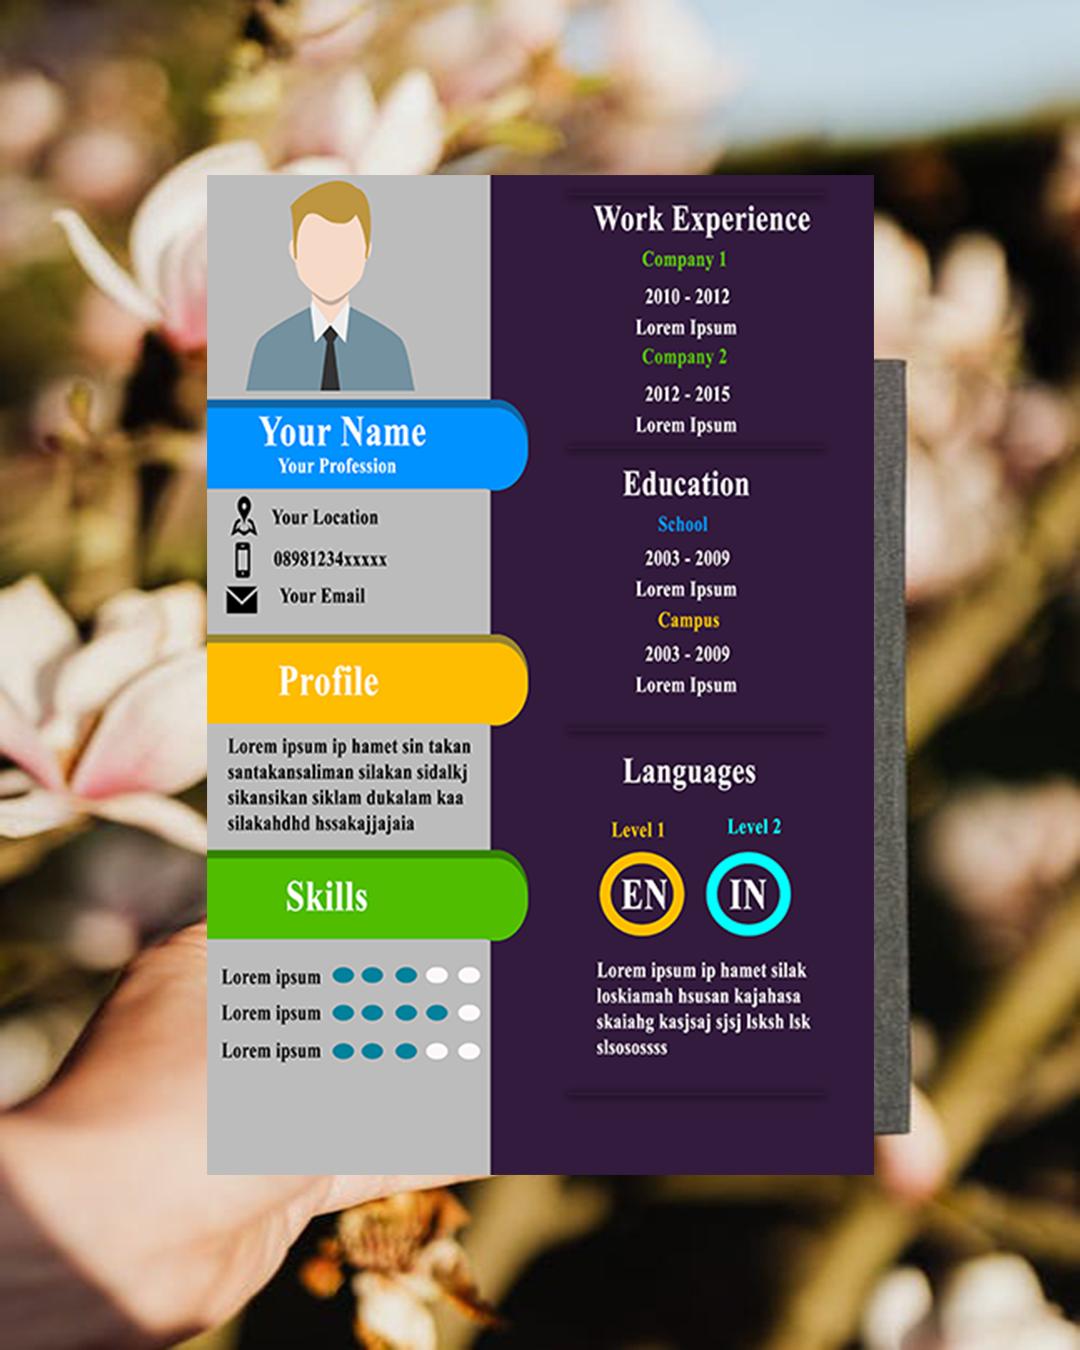 Your Name
Your Profession
Your Location
08981234xxxxx
Your Email
Profile
Lorem ipsum ip hamet sin takan
santakansaliman silakan sidalkj
sikansikan siklam dukalam kaa
silakahdhd hssakajjajaia
Skills
Lorem ipsum
Lorem ipsum
Lorem ipsum
Work Experience
Company 1
2010 - 2012
Lorem Ipsum
Company 2
2012 - 2015
Lorem Ipsum
Education
School
2003 - 2009
Lorem Ipsum
Campus
2003 - 2009
Lorem Ipsum
Languages
Level 1
Level 2
EN
IN
Lorem ipsum ip hamet silak
loskiamah hsusan kajahasa
skaiahg kasjsaj sjsj lsksh lsk
slsosossss